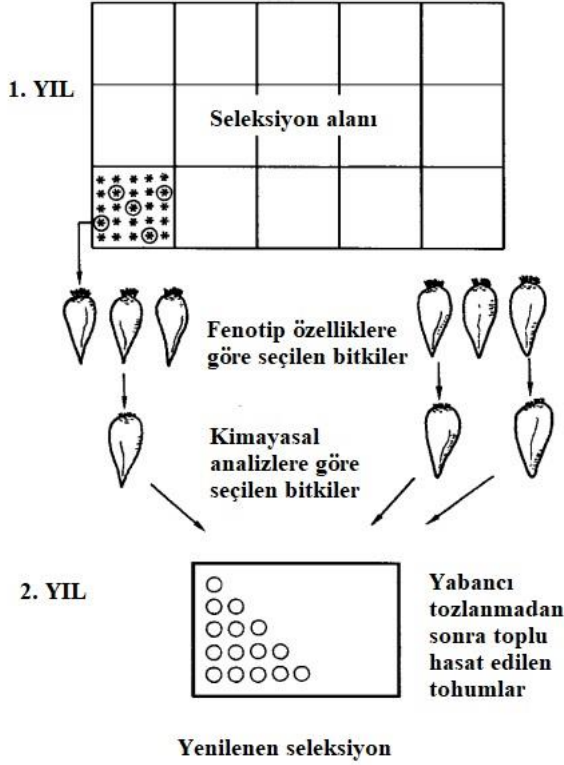 1. YIL
Seleksiyon alanı
Fenotip özelliklere
göre seçilen bitkiler
Kimayasal
analizlere göre
seçilen bitkiler
2. YIL
Yabancı
tozlanmadan
sonra toplu
hasat edilen
tohumlar
Yenilenen seleksiyon